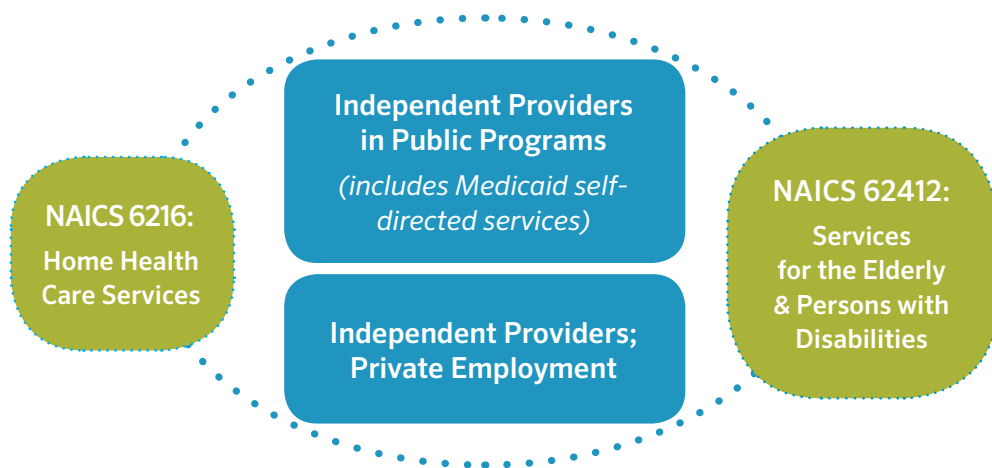 Independent Providers
in Public Programs
(includes Medicaid self-
directed services)
NAICS 6216:
Home Health
Care Services
NAICS 62412:
Services
for the Elderly
& Persons with
Disabilities
Independent Providers;
Private Employment